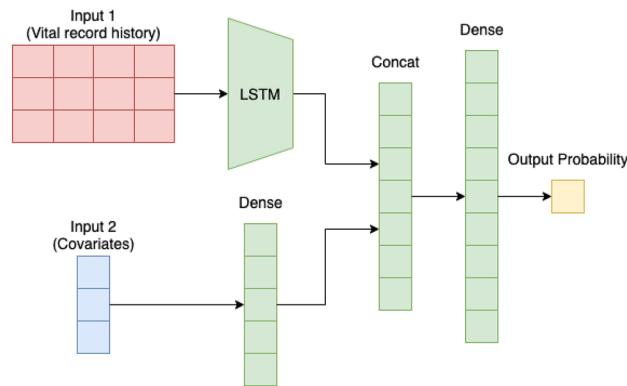 Input 1
(Vital record history)
LSTM
Concat
Dense
Output Probability
Input 2
(Covariates)
Dense